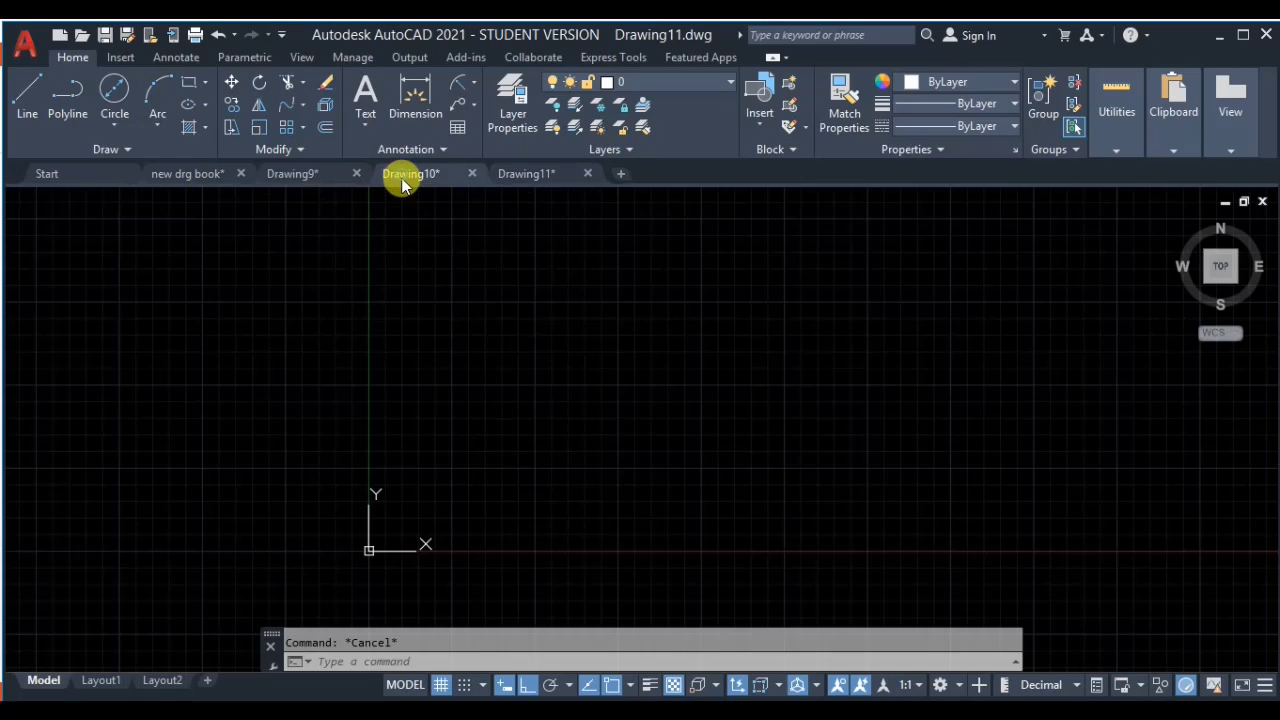 Autodesk AutoCAD 2021 - STUDENT VERSION Drawing11.dwg Type a keyword or phrase Sign In
Home Insert Annotate Parametric View Manage Output Add-ins Collaborate Express Tools Featured Apps
0 ByLayer
ByLayer
Line Polyline Circle Arc Text Dimension Layer Properties Insert Match Properties ByLayer Group Utilities Clipboard View
Draw Modify Annotation Layers Block Properties Groups
Start new drg book* Drawing9* Drawing10* Drawing11*
N
W TOP E
S
WCS
Y
X
Command: *Cancel*
Type a command
Model Layout1 Layout2 MODEL 1:1 Decimal